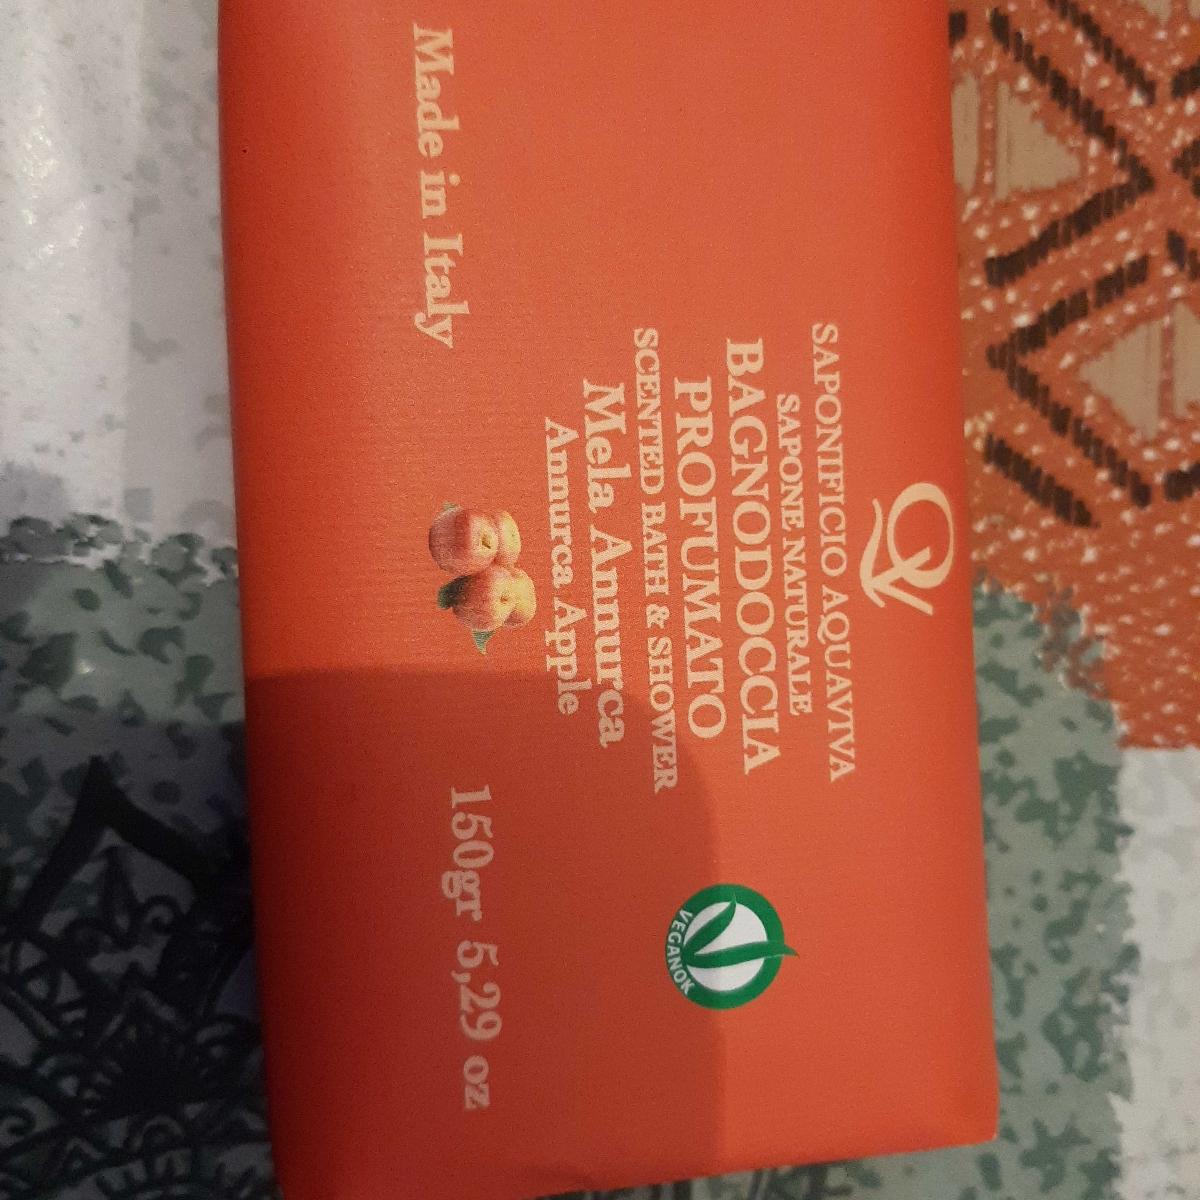 QV
SAPONIFICIO AQUAVIVA
SAPONE NATURALE
BAGNODOCCIA
PROFUMATO
SCENTED BATH & SHOWER
Mela Annurca
Annurca Apple
VEGANOK
Made in Italy
150gr 5,29 oz